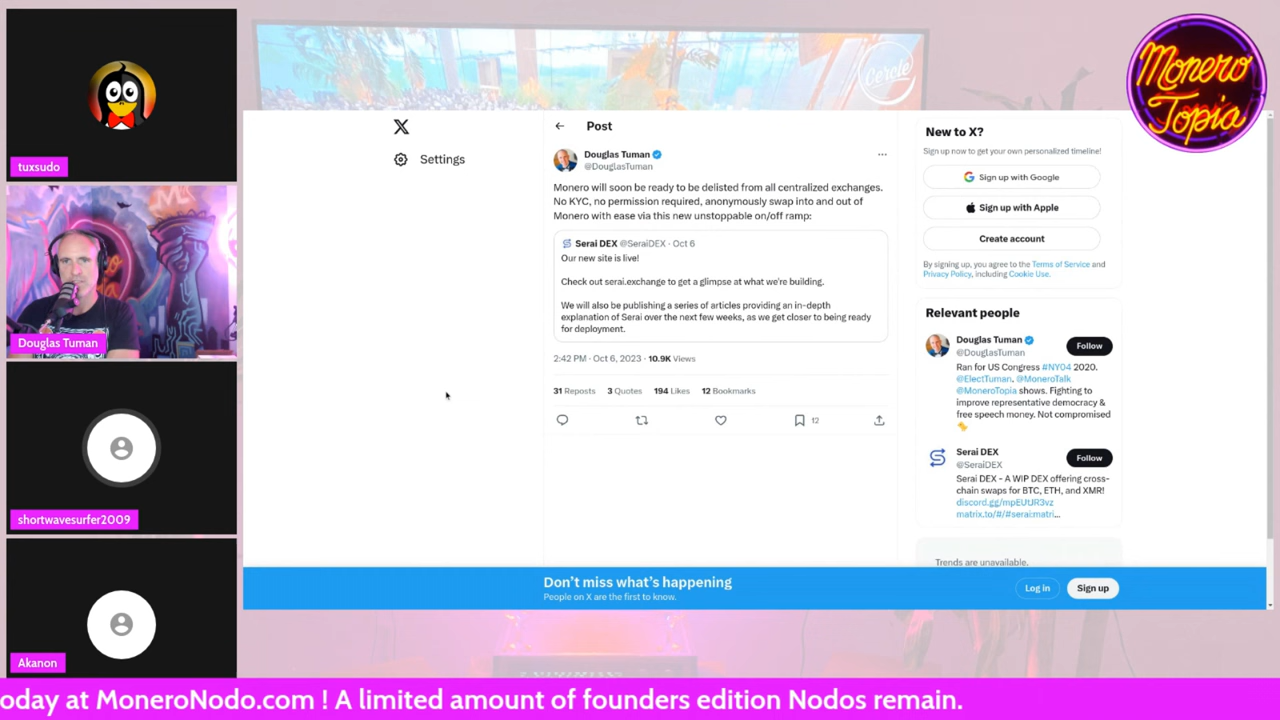 tuxsudo
Douglas Tuman
shortwavesurfer2009
Akanon
Cercle
Monero
Topia
Settings
Post
Douglas Tuman
@DouglasTuman
Monero will soon be ready to be delisted from all centralized exchanges.
No KYC, no permission required, anonymously swap into and out of
Monero with ease via this new unstoppable on/off ramp:
Serai DEX @SeraiDEX · Oct 6
Our new site is live!
Check out serai.exchange to get a glimpse at what we're building.
We will also be publishing a series of articles providing an in-depth
explanation of Serai over the next few weeks, as we get closer to being ready
for deployment.
2:42 PM · Oct 6, 2023 · 10.9K Views
31 Reposts 3 Quotes 194 Likes 12 Bookmarks
12
New to X?
Sign up now to get your own personalized timeline!
Sign up with Google
Sign up with Apple
Create account
By signing up, you agree to the Terms of Service and
Privacy Policy, including Cookie Use.
Relevant people
Douglas Tuman
@DouglasTuman
Follow
Ran for US Congress #NY04 2020.
@ElectTuman, @MoneroTalk
@MoneroTopia shows. Fighting to
improve representative democracy &
free speech money. Not compromised
Serai DEX
@SeraiDEX
Follow
Serai DEX - A WIP DEX offering cross-
chain swaps for BTC, ETH, and XMR!
discord.gg/mpEUtJR3vz
matrix.to/#/#serai:matri...
Trends are unavailable.
Don't miss what's happening
People on X are the first to know.
Log in
Sign up
oday at MoneroNodo.com ! A limited amount of founders edition Nodos remain.